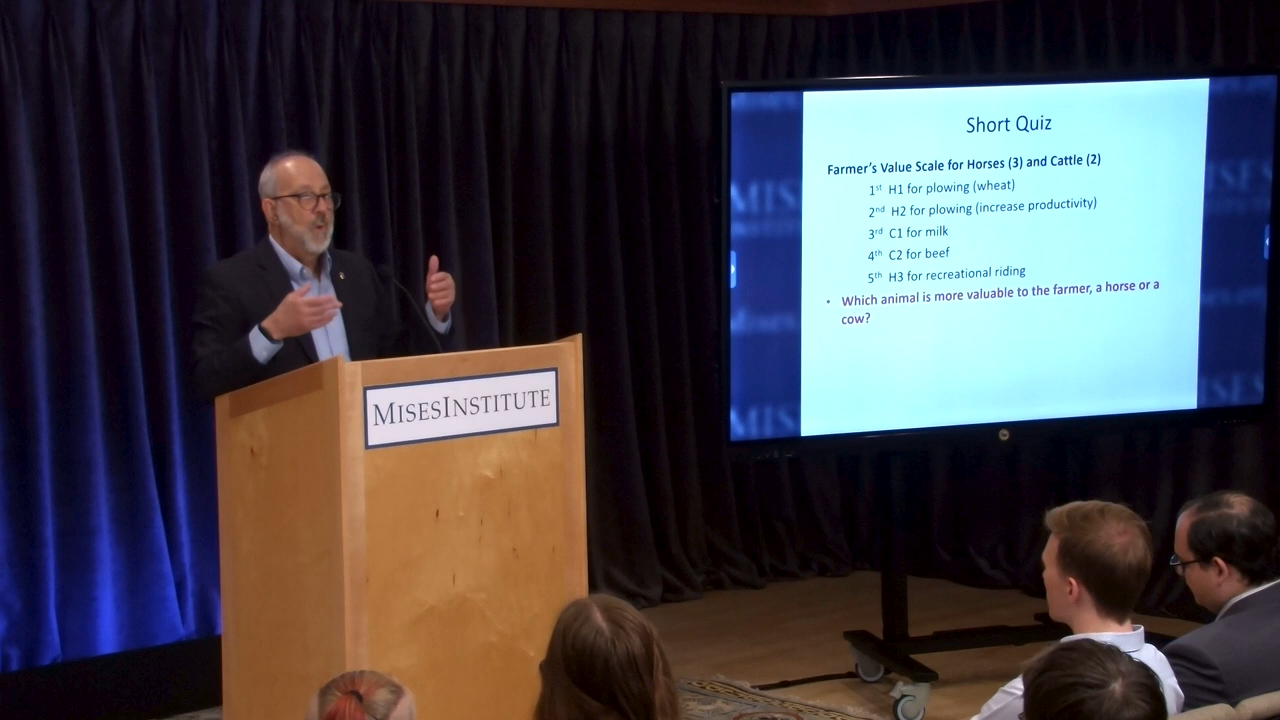 MISESINSTITUTE
Short Quiz
Farmer's Value Scale for Horses (3) and Cattle (2)
1st H1 for plowing (wheat)
2nd H2 for plowing (increase productivity)
3rd C1 for milk
4th C2 for beef
5th H3 for recreational riding
• Which animal is more valuable to the farmer, a horse or a
cow?